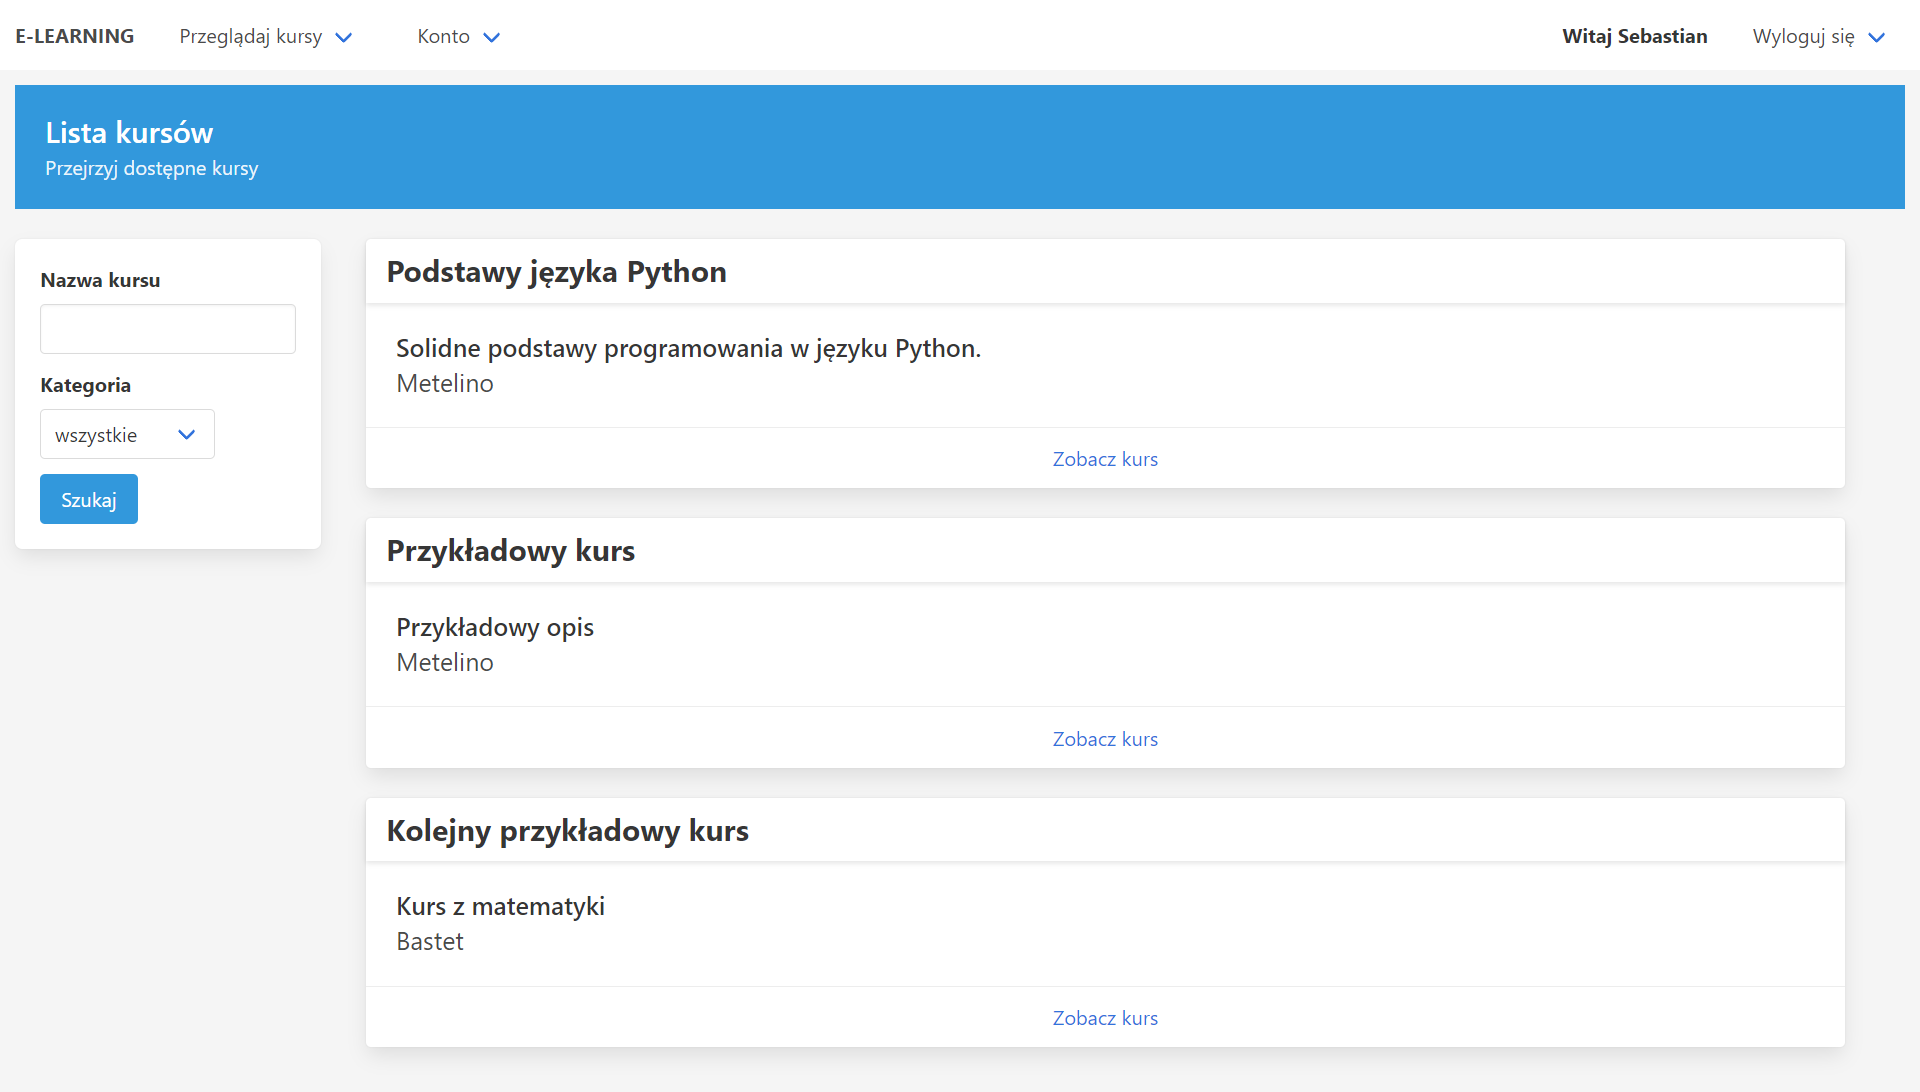 E-LEARNING Przeglądaj kursy Konto Witaj Sebastian Wyloguj się
Lista kursów
Przejrzyj dostępne kursy
Nazwa kursu
Kategoria
wszystkie
Szukaj
Podstawy języka Python
Solidne podstawy programowania w języku Python.
Metelino
Zobacz kurs
Przykładowy kurs
Przykładowy opis
Metelino
Zobacz kurs
Kolejny przykładowy kurs
Kurs z matematyki
Bastet
Zobacz kurs